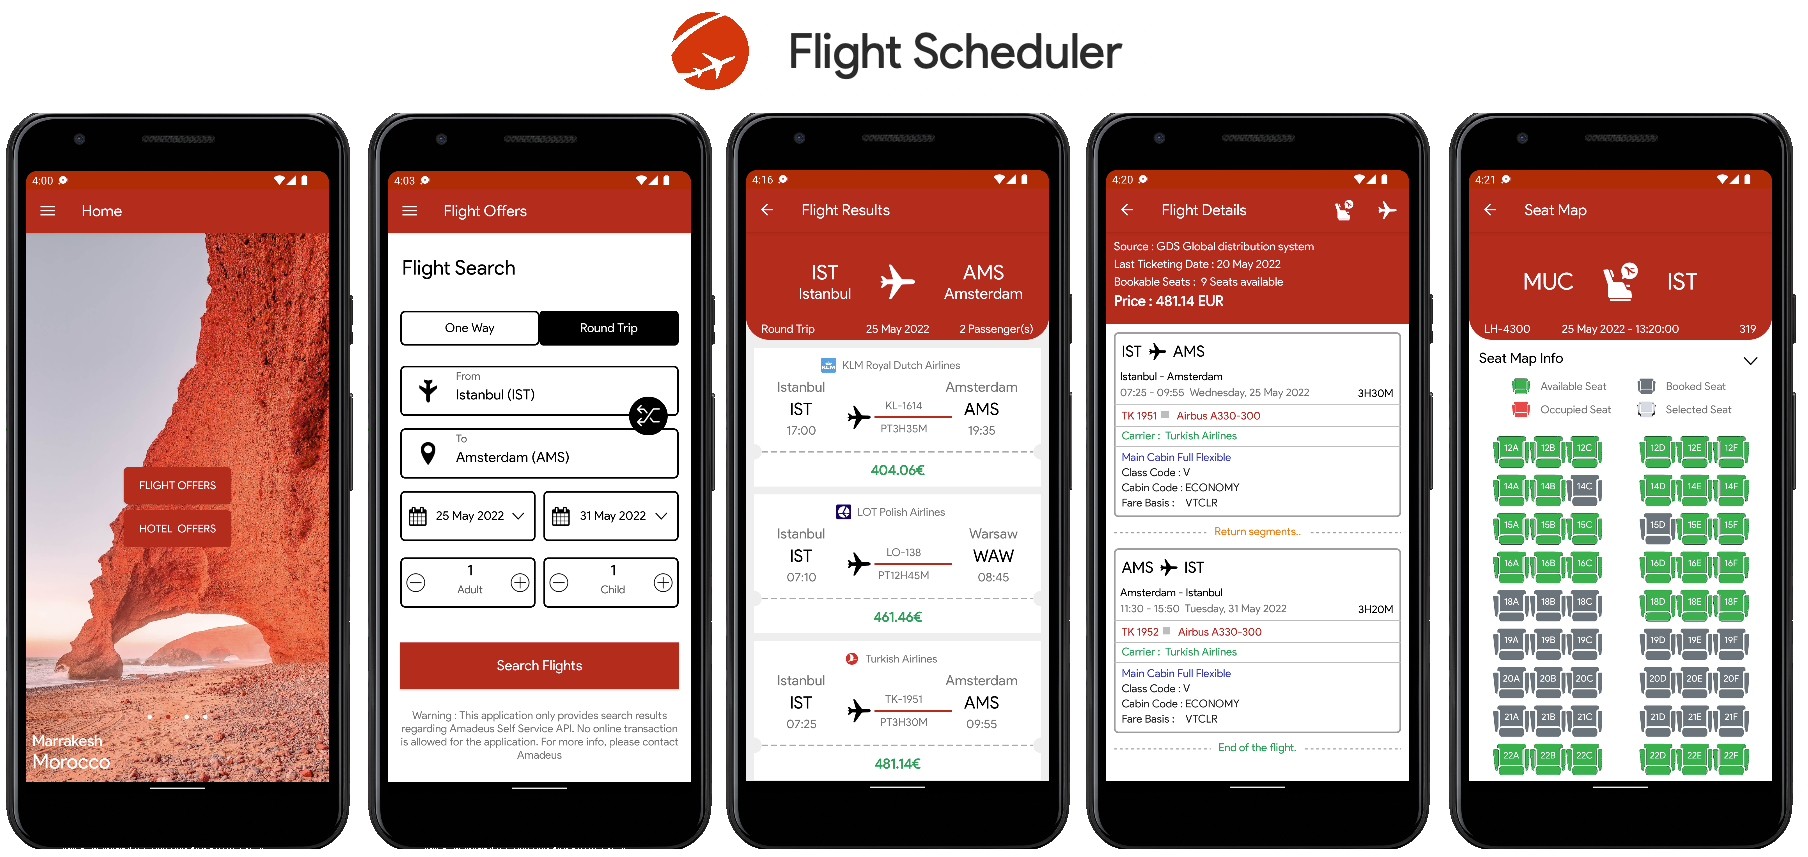 Flight Scheduler
4:00
Home
FLIGHT OFFERS
HOTEL OFFERS
Marrakesh
Morocco
4:03
Flight Offers
Flight Search
One Way
Round Trip
From
Istanbul (IST)
To
Amsterdam (AMS)
25 May 2022
31 May 2022
1
Adult
1
Child
Search Flights
Warning : This application only provides search results
regarding Amadeus Self Service API. No online transaction
is allowed for the application. For more info, please contact
Amadeus
4:16
Flight Results
IST
AMS
Istanbul
Amsterdam
Round Trip
25 May 2022
2 Passenger(s)
KLM Royal Dutch Airlines
Istanbul
Amsterdam
IST
KL-1614
AMS
17:00
PT3H35M
19:35
404.06€
LOT Polish Airlines
Istanbul
Warsaw
IST
LO-138
WAW
07:10
PT12H45M
08:45
461.46€
Turkish Airlines
Istanbul
Amsterdam
IST
TK-1951
AMS
07:25
PT3H30M
09:55
481.14€
4:20
Flight Details
Source : GDS Global distribution system
Last Ticketing Date : 20 May 2022
Bookable Seats : 9 Seats available
Price : 481.14 EUR
IST AMS
Istanbul - Amsterdam
07:25 - 09:55 Wednesday, 25 May 2022
3H30M
TK 1951 Airbus A330-300
Carrier : Turkish Airlines
Main Cabin Full Flexible
Class Code : V
Cabin Code : ECONOMY
Fare Basis : VTCLR
Return segments..
AMS IST
Amsterdam - Istanbul
11:30 - 15:50 Tuesday, 31 May 2022
3H20M
TK 1952 Airbus A330-300
Carrier : Turkish Airlines
Main Cabin Full Flexible
Class Code : V
Cabin Code : ECONOMY
Fare Basis : VTCLR
End of the flight.
4:21
Seat Map
MUC
IST
LH-4300
25 May 2022 - 13:20:00
319
Seat Map Info
Available Seat
Booked Seat
Occupied Seat
Selected Seat
12A 12B 12C 12D 12E 12F
14A 14B 14C 14D 14E 14F
15A 15B 15C 15D 15E 15F
16A 16B 16C 16D 16E 16F
18A 18B 18C 18D 18E 18F
19A 19B 19C 19D 19E 19F
20A 20B 20C 20D 20E 20F
21A 21B 21C 21D 21E 21F
22A 22B 22C 22D 22E 22F